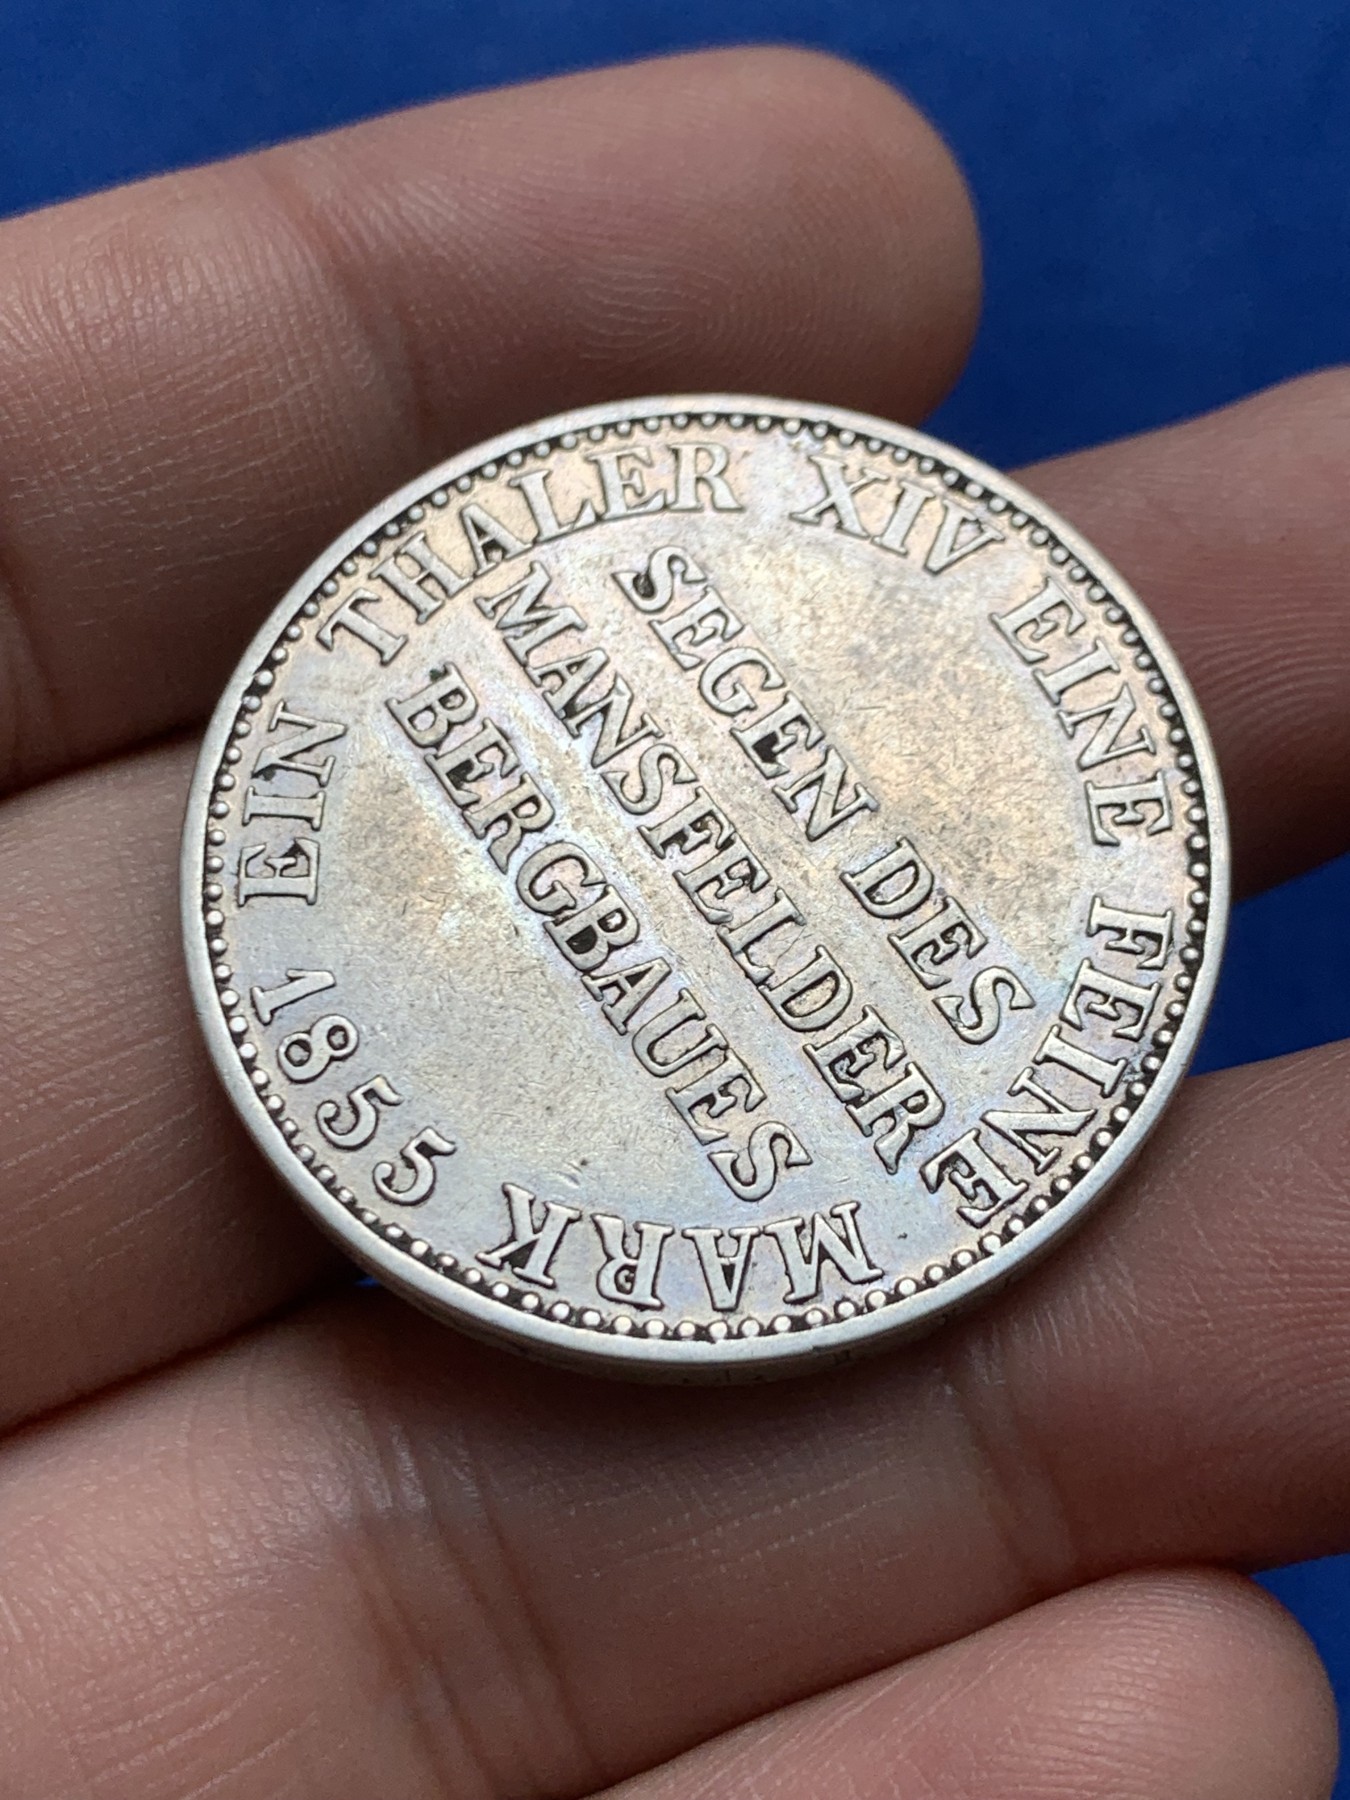 EIN THALER XIV EINE FEINE MARK
SEGEN DES
MANSFELDER
BERGBAUES
1855